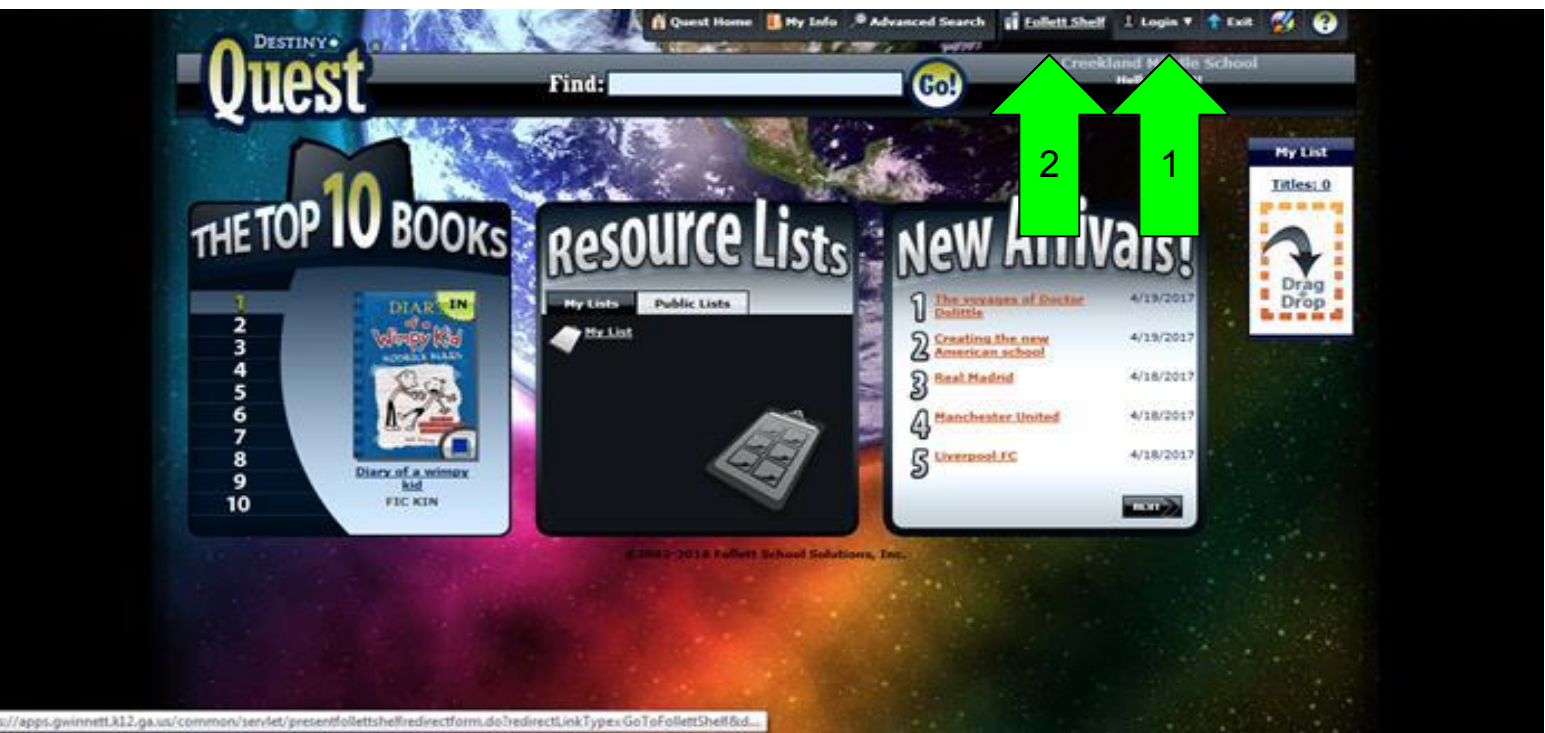 Quest Home My Info Advanced Search Follett Shelf Login ▼ Exit ?
DESTINY
Quest
Find: Go!
Creekland Middle School
2 1
My List
Titles: 0
Drag
Drop
THE TOP 10 BOOKS
1
2
3
4
5
6
7
8
9
10
IN
DIARY
of a
Wimpy Kid
RODRICK RULES
Diary of a wimpy
kid
FIC KIN
Resource Lists
My Lists Public Lists
My List
New Arrivals!
1 The voyages of Doctor 4/19/2017
Dolittle
2 Creating the new 4/19/2017
American school
3 Real Madrid 4/18/2017
4 Manchester United 4/18/2017
5 Liverpool FC 4/18/2017
NEXT
©2002-2016 Follett School Solutions, Inc.
s://apps.gwinnett.k12.ga.us/common/servlet/presentfollettshelfredirectform.do?redirectLinkType=GoToFollettShelf&d...